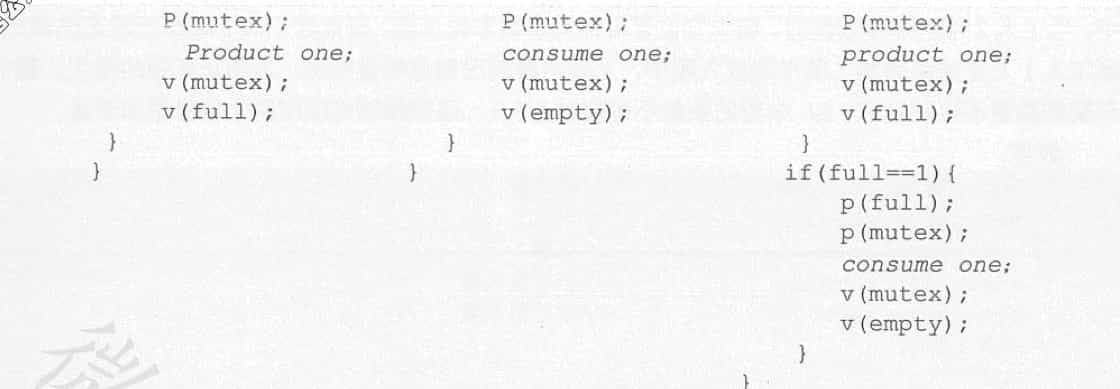 P(mutex);
Product one;
v(mutex);
v(full);
}
}
P(mutex);
consume one;
v(mutex);
v(empty);
}
}
P(mutex);
product one;
v(mutex);
v(full);
}
if(full==1){
p(full);
p(mutex);
consume one;
v(mutex);
v(empty);
}
}
微